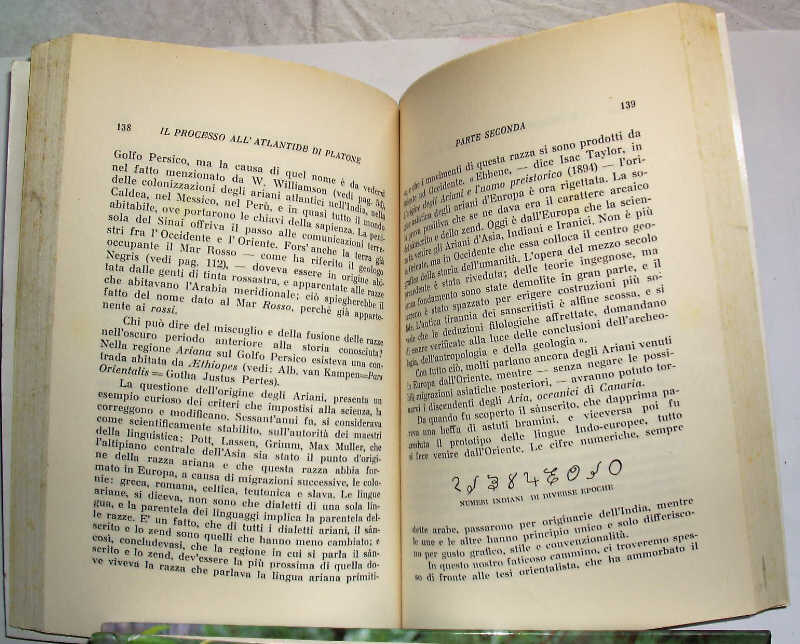 138
IL PROCESSO ALL'ATLANTIDE DI PLATONE
Golfo Persico, ma la causa di quel nome è da vedersi
nel fatto menzionato da W. Williamson (vedi pag. 54),
delle colonizzazioni degli ariani atlantici nell'India, nella
Caldea, nel Messico, nel Perù, e in quasi tutto il mondo
abitabile, ove portarono le chiavi della sapienza. La peni-
sola del Sinai offriva il passo alle comunicazioni terre-
stri fra l'Occidente e l'Oriente. Fors'anche la terra già
occupante il Mar Rosso — come ha riferito il geologo
Negris (vedi pag. 112), — doveva essere in origine abi-
tata dalle genti di tinta rossastra, e apparentate alle razze
che abitavano l'Arabia meridionale; ciò spiegherebbe il
fatto del nome dato al Mar Rosso, perchè già apparte-
nente ai rossi.
Chi può dire del miscuglio e della fusione delle razze
nell'oscuro periodo anteriore alla storia conosciuta?
Nella regione Ariana sul Golfo Persico esisteva una con-
trada abitata da Æthiopes (vedi: Alb. van Kampen=Pars
Orientalis = Gotha Justus Pertes).
La questione dell'origine degli Ariani, presenta un
esempio curioso dei criteri che impostisi alla scienza, la
correggono e modificano. Sessant'anni fa, si considerava
come scientificamente stabilito, sull'autorità dei maestri
della linguistica; Pott, Lassen, Grimm, Max Muller, che
l'altipiano centrale dell'Asia sia stato il punto d'origi-
ne della razza ariana e che questa razza abbia for-
mato in Europa, a causa di migrazioni successive, le colo-
nie: greca, romana, celtica, teutonica e slava. Le lingue
ariane, si diceva, non sono che dialetti di una sola lin-
gua, e la parentela dei linguaggi implica la parentela del-
le razze. E' un fatto, che di tutti i dialetti ariani, il sán-
scrito e lo zend sono quelli che hanno meno cambiato; e
così, concludevasi, che la regione in cui si parla il sán-
scrito e lo zend, dev'essere la più prossima di quella do-
ve viveva la razza che parlava la lingua ariana primiti-
139
PARTE SECONDA
e che i movimenti di questa razza si sono prodotti da
ad Occidente. « Ebbene, — dice Isac Taylor, in
L'origine degli Ariani e l'uomo preistorico (1894) — l'ori-
asiatica degli ariani d'Europa è ora rigettata. La so-
positiva che se ne dava era il carattere arcaico
sánscrito e dello zend. Oggi è dall'Europa che la scien-
fa venire gli Ariani d'Asia, Indiani e Iranici. Non è più
Oriente, ma in Occidente che essa colloca il centro geo-
grafico della storia dell'umanità. L'opera del mezzo secolo
precedente è stata riveduta; delle teorie ingegnose, ma
fondamento sono state demolite in gran parte, e il
è stato spazzato per erigere costruzioni più so-
L'antica tirannia dei sanscritisti è alfine scossa, e si
che le deduzioni filologiche affrettate, domandano
essere verificate alla luce delle conclusioni dell'archeo-
logia, dell'antropologia e della geologia ».
Con tutto ciò, molti parlano ancora degli Ariani venuti
in Europa dall'Oriente, mentre — senza negare le possi-
bili migrazioni asiatiche posteriori, — avranno potuto tor-
narvi i discendenti degli Aria, occanici di Canaria.
Da quando fu scoperto il sánscrito, che dapprima pa-
reva una beffa di astuti bramini, e viceversa poi fu
il prototipo delle lingue Indo-europee, tutto
si fece venire dall'Oriente. Le cifre numeriche, sempre
NUMERI INDIANI DI DIVERSE EPOCHE
dette arabe, passarono per originarie dell'India, mentre
le une e le altre hanno principio unico e solo differisco-
no per gusto grafico, stile e convenzionalità.
In questo nostro faticoso cammino, ci troveremo spes-
so di fronte alle tesi orientalista, che ha ammorbato il